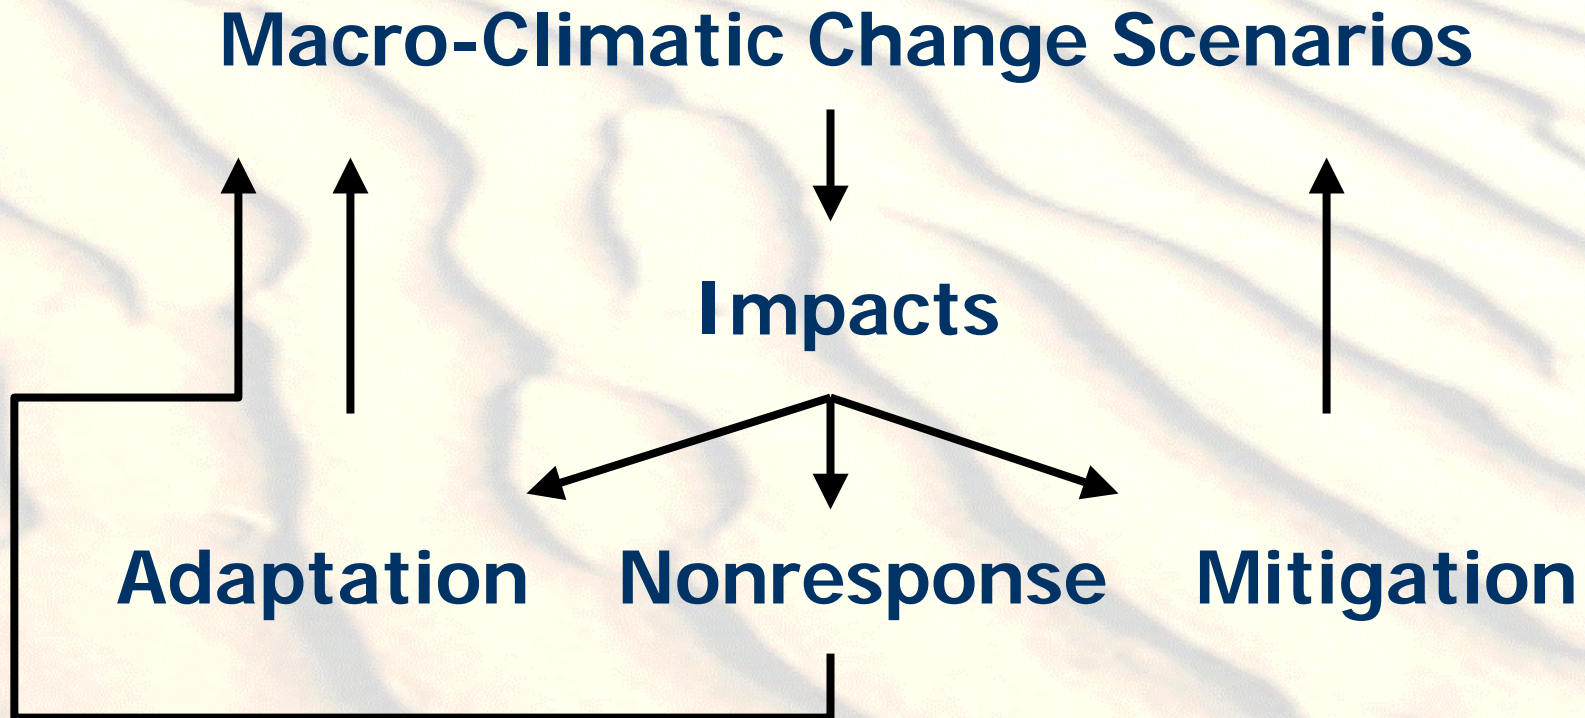 Macro-Climatic Change Scenarios
Impacts
Adaptation Nonresponse Mitigation